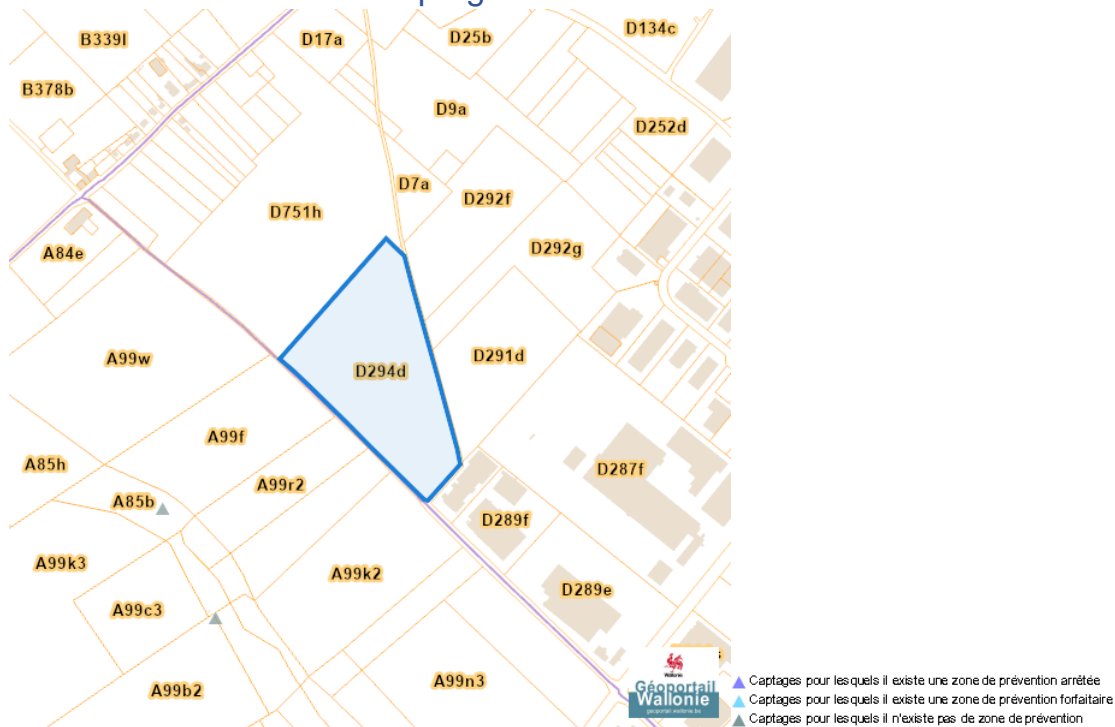 B339l
D17a
D25b
D134c
B378b
D9a
D252d
D7a
D292f
D751h
A84e
D292g
A99w
D291d
D294d
A99f
A85h
A99r2
D287f
A85b
D289f
A99k3
A99k2
A99c3
D289e
A99n3
A99b2
Wallonie
Géoportail
Wallonie
geoportail.wallonie.be
Captages pour lesquels il existe une zone de prévention arrêtée
Captages pour lesquels il existe une zone de prévention forfaitaire
Captages pour lesquels il n'existe pas de zone de prévention